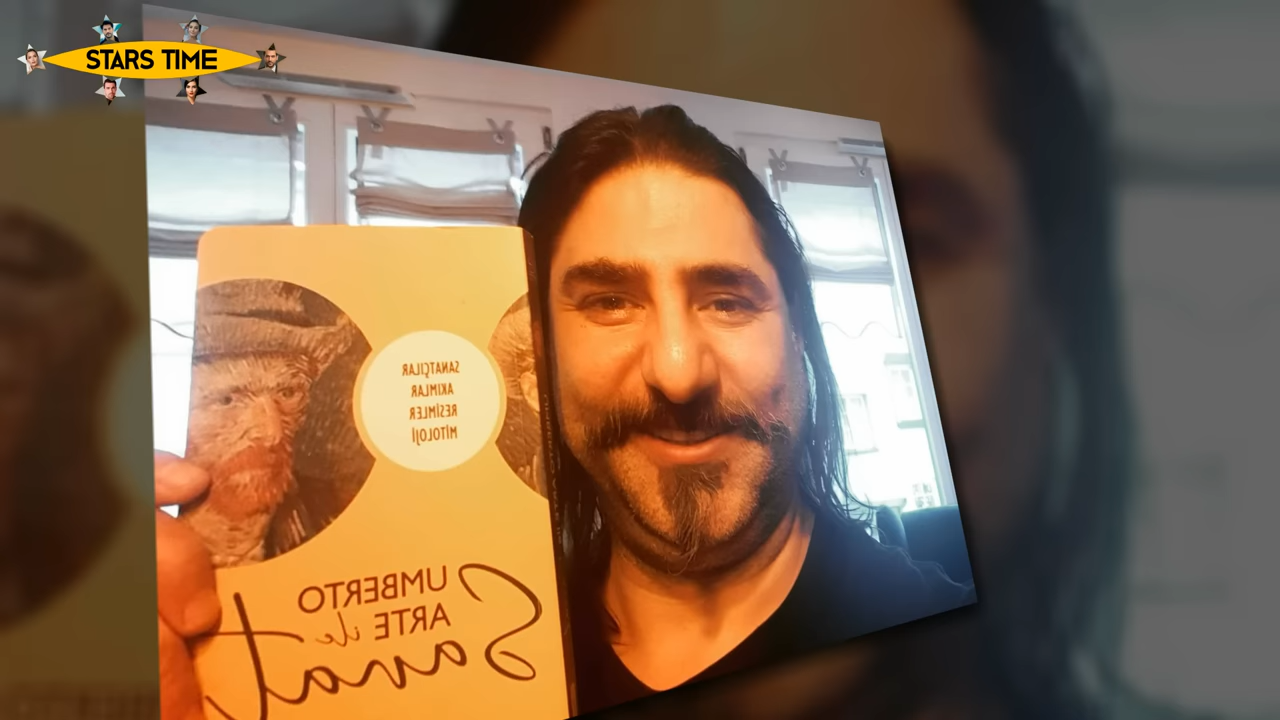 STARS TIME
SANATÇILAR
AKIMLAR
RESİMLER
MİTOLOJİ
UMBERTO
ARTE ile
Sanat